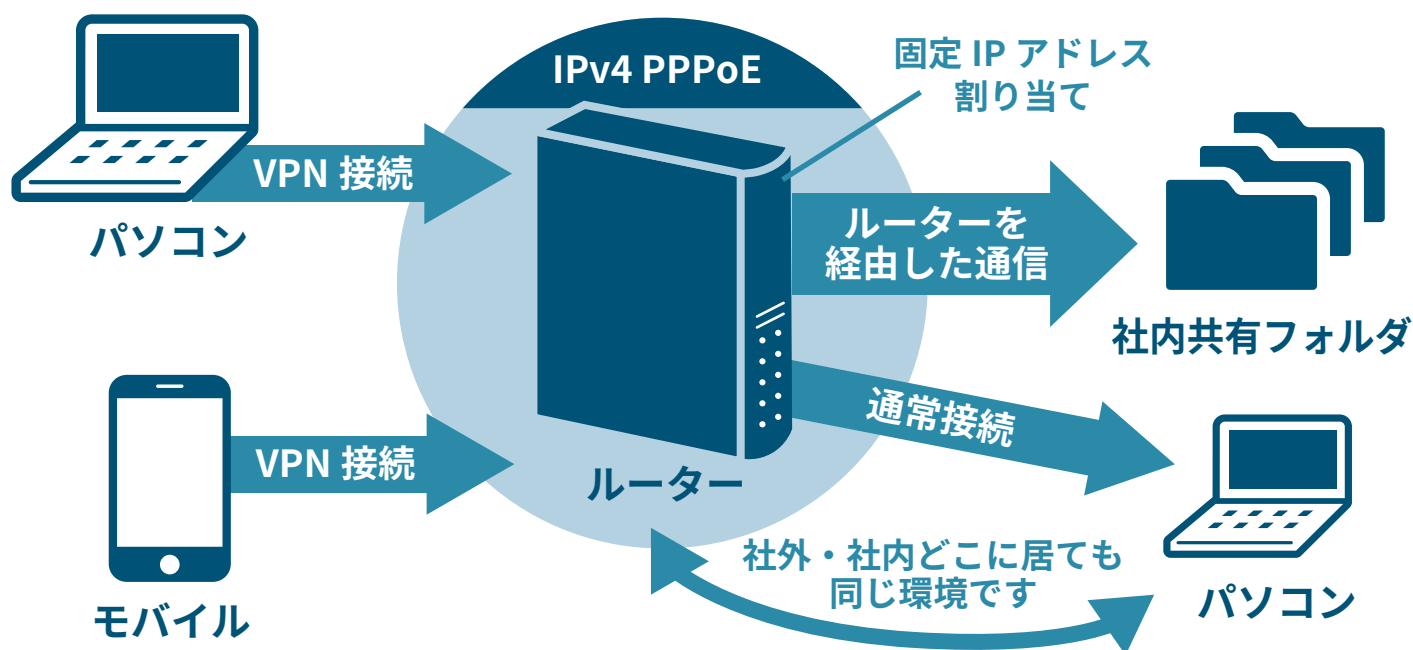 IPv4 PPPoE
固定 IP アドレス
割り当て
VPN 接続
パソコン
ルーターを
経由した通信
社内共有フォルダ
通常接続
VPN 接続
ルーター
モバイル
社外・社内どこに居ても
同じ環境です
パソコン